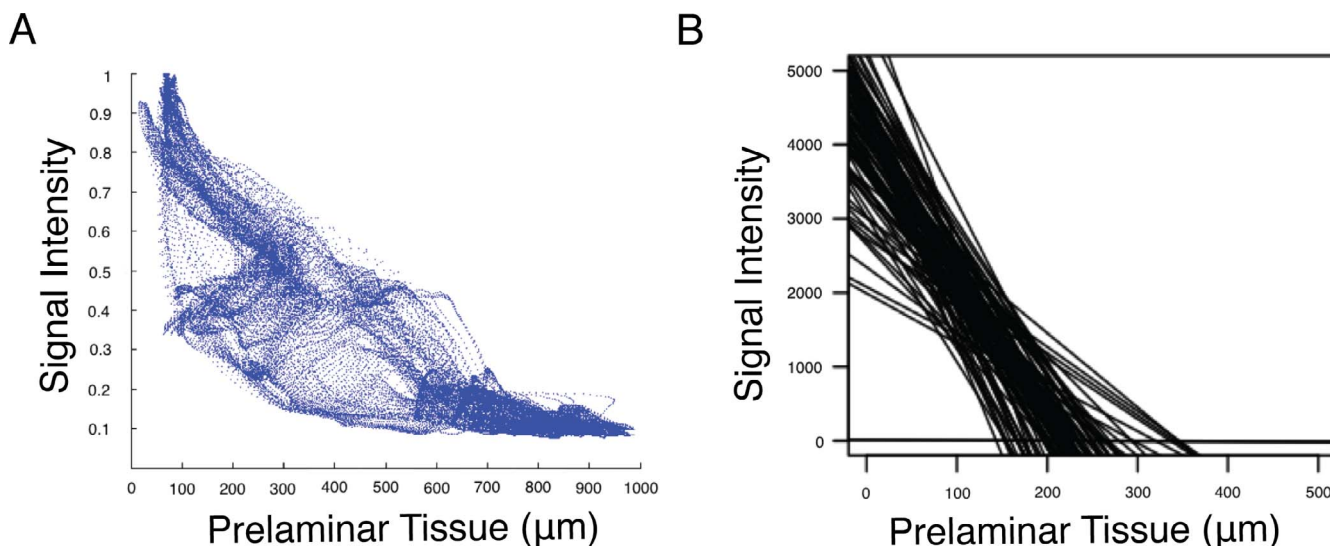 A
B
Signal Intensity
1
0.9
0.8
0.7
0.6
0.5
0.4
0.3
0.2
0.1
0 100 200 300 400 500 600 700 800 900 1000
Prelaminar Tissue (μm)
Signal Intensity
5000
4000
3000
2000
1000
0
0 100 200 300 400 500
Prelaminar Tissue (μm)